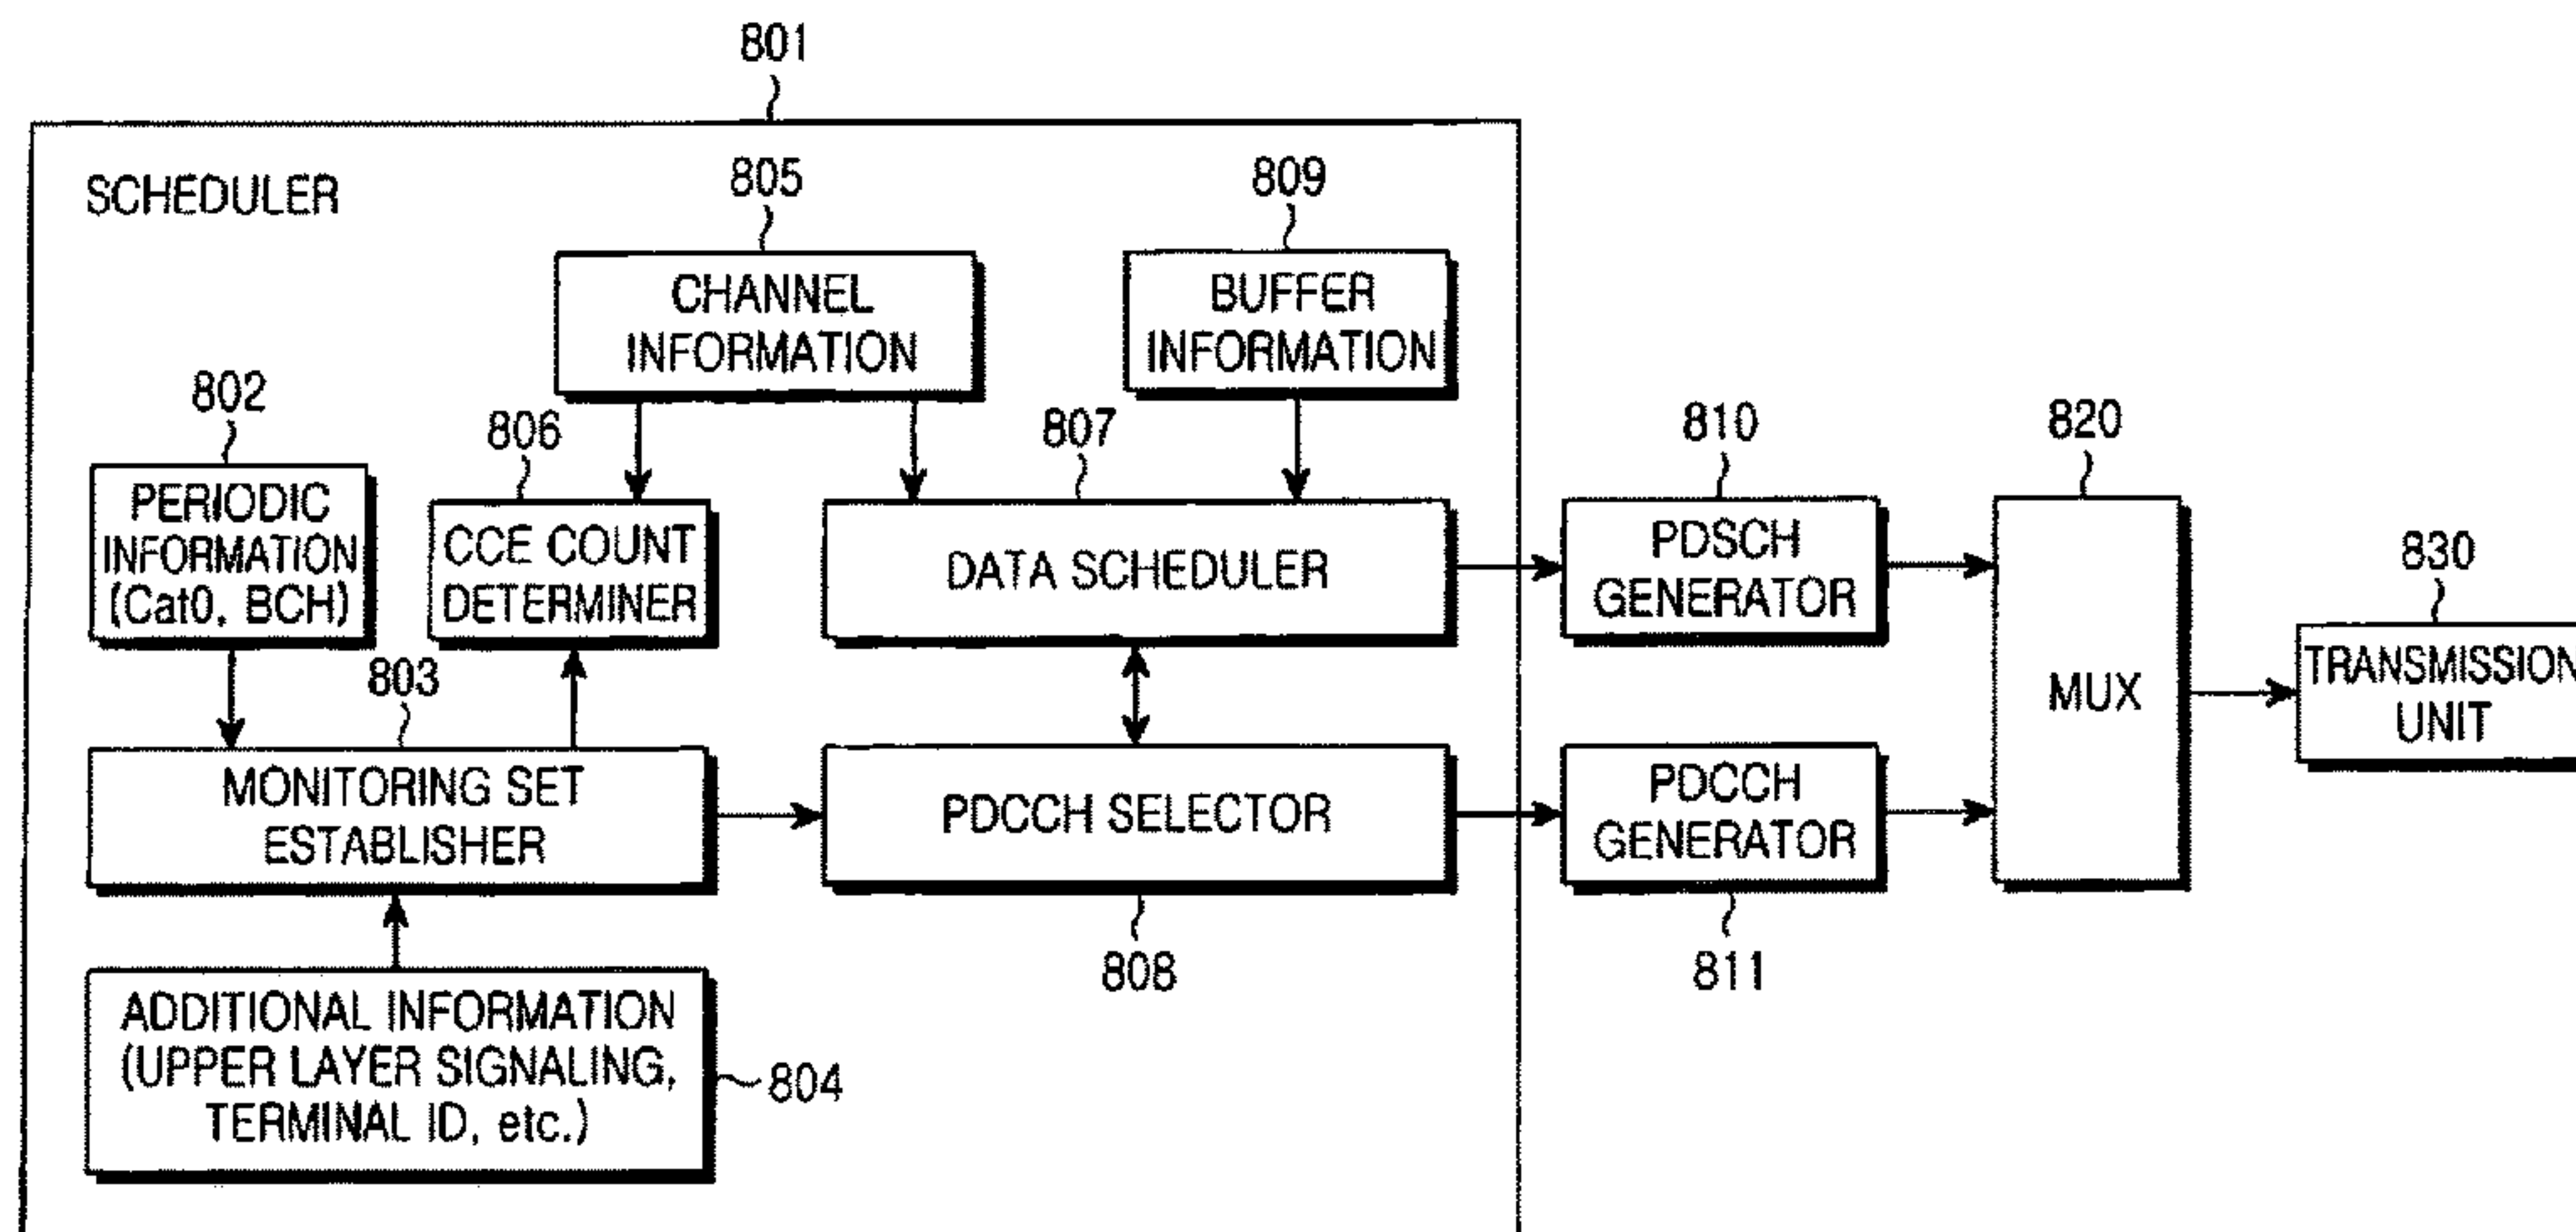 801
SCHEDULER
805
CHANNEL
INFORMATION
809
BUFFER
INFORMATION
802
PERIODIC
INFORMATION
(Cat0, BCH)
806
CCE COUNT
DETERMINER
807
DATA SCHEDULER
810
PDSCH
GENERATOR
820
MUX
830
TRANSMISSION
UNIT
803
MONITORING SET
ESTABLISHER
PDCCH SELECTOR
808
PDCCH
GENERATOR
811
ADDITIONAL INFORMATION
(UPPER LAYER SIGNALING,
TERMINAL ID, etc.)
804